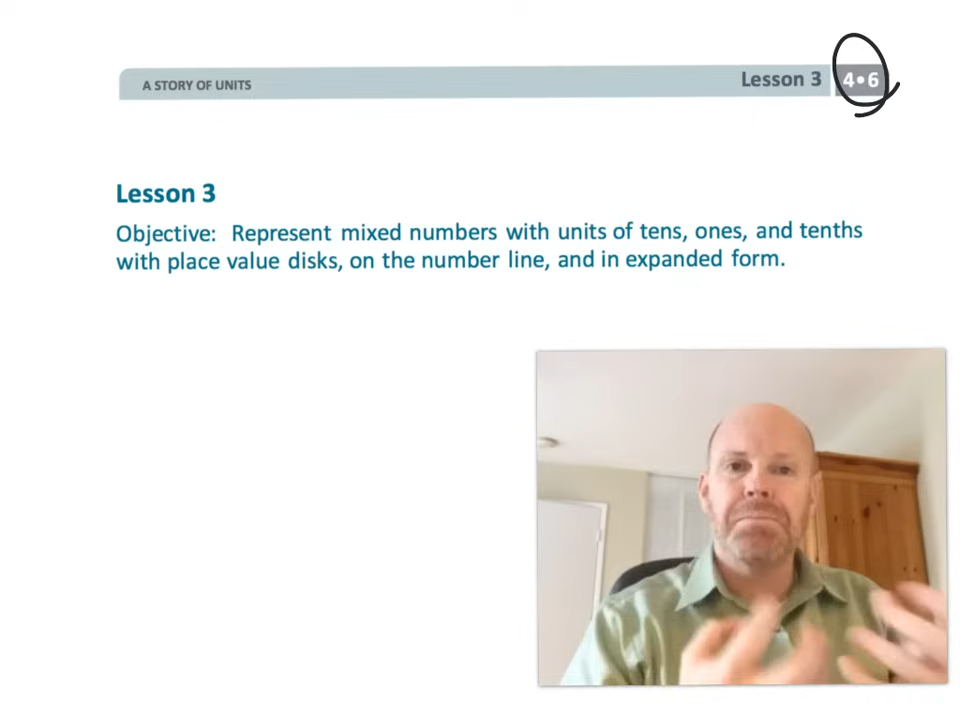 A STORY OF UNITS
Lesson 3 4•6
Lesson 3
Objective: Represent mixed numbers with units of tens, ones, and tenths
with place value disks, on the number line, and in expanded form.